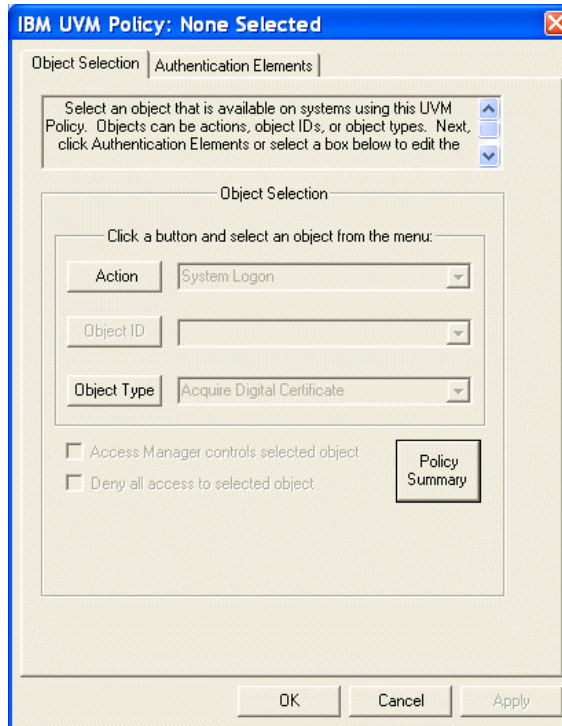 IBM UVM Policy: None Selected
Object Selection
Authentication Elements
Select an object that is available on systems using this UVM
Policy. Objects can be actions, object IDs, or object types. Next,
click Authentication Elements or select a box below to edit the
Object Selection
Click a button and select an object from the menu:
Action
System Logon
Object ID
Object Type
Acquire Digital Certificate
Access Manager controls selected object
Deny all access to selected object
Policy
Summary
OK
Cancel
Apply